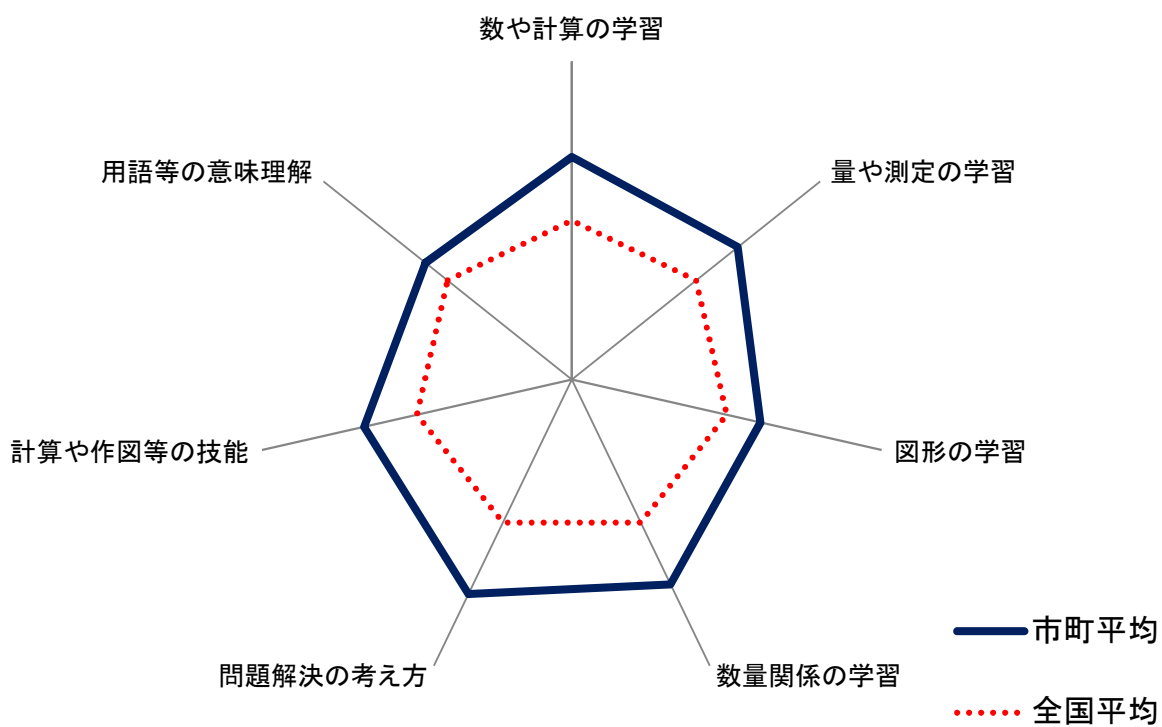 数や計算の学習
用語等の意味理解
量や測定の学習
計算や作図等の技能
図形の学習
問題解決の考え方
数量関係の学習
市町平均
全国平均